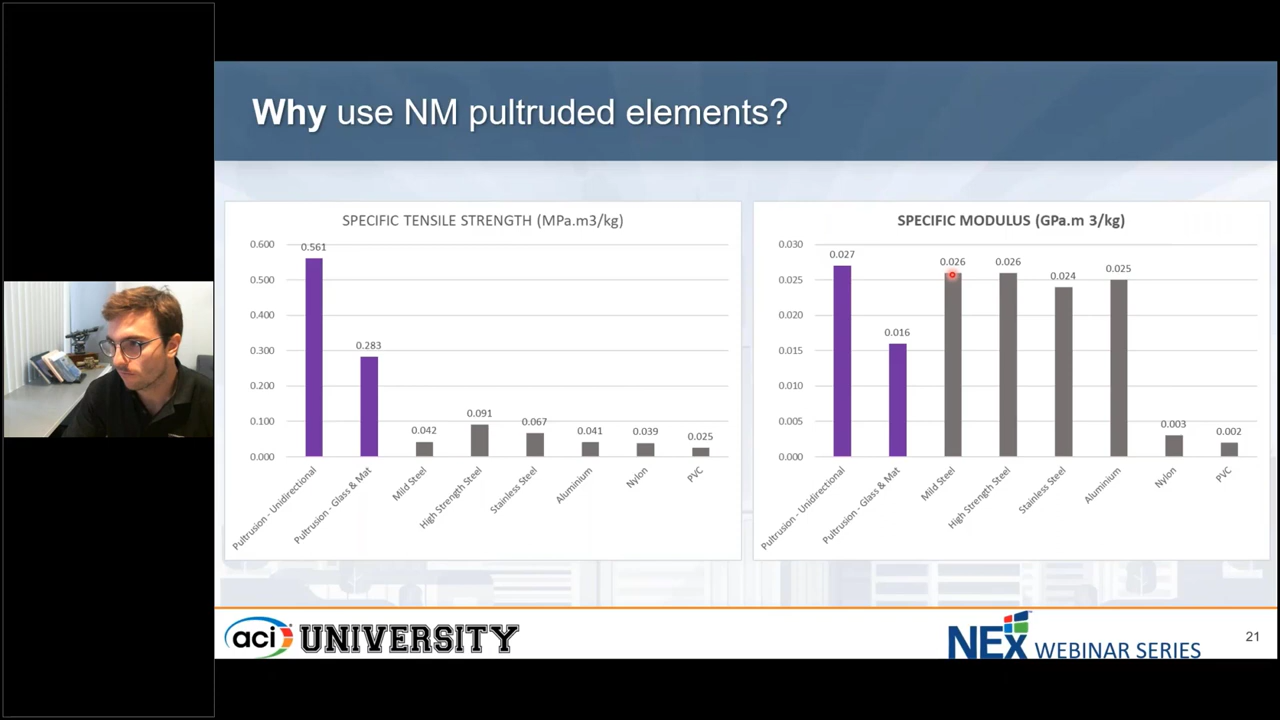 Why use NM pultruded elements?
SPECIFIC TENSILE STRENGTH (MPa.m3/kg)
0.600
0.500
0.400
0.300
0.200
0.100
0.000
0.561
0.283
0.042
0.091
0.067
0.041
0.039
0.025
Pultrusion - Unidirectional
Pultrusion - Glass & Mat
Mild Steel
High Strength Steel
Stainless Steel
Aluminium
Nylon
PVC
SPECIFIC MODULUS (GPa.m 3/kg)
0.030
0.025
0.020
0.015
0.010
0.005
0.000
0.027
0.016
0.026
0.026
0.024
0.025
0.003
0.002
Pultrusion - Unidirectional
Pultrusion - Glass & Mat
Mild Steel
High Strength Steel
Stainless Steel
Aluminium
Nylon
PVC
aci UNIVERSITY
NEx WEBINAR SERIES
21